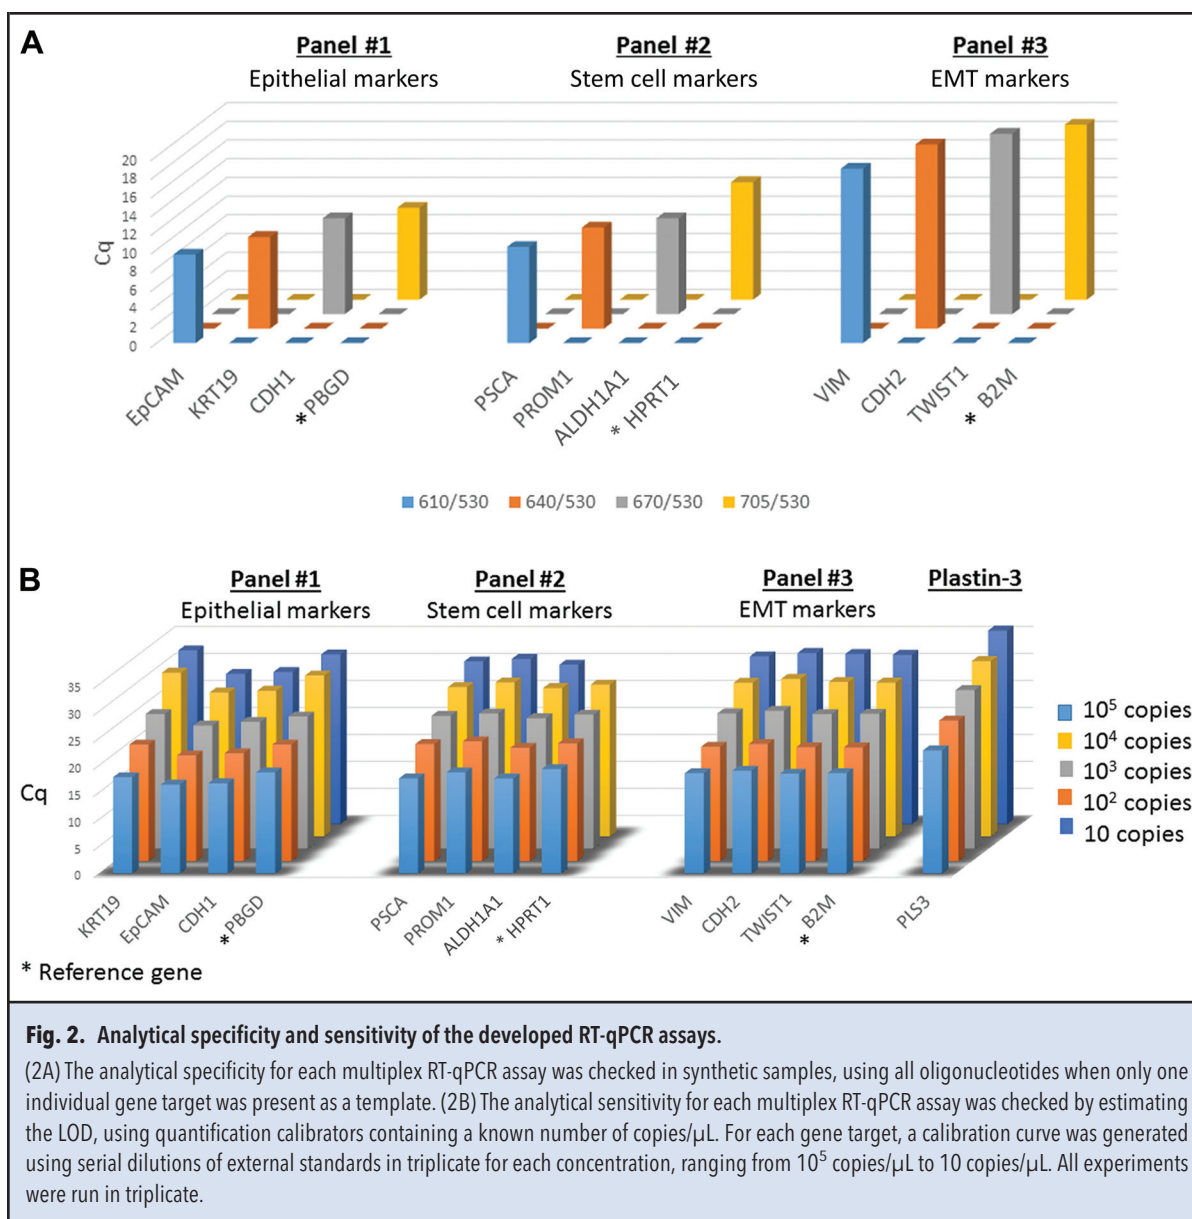 A
Panel #1
Epithelial markers
Panel #2
Stem cell markers
Panel #3
EMT markers
Cq
20
18
16
14
12
10
8
6
4
2
0
EpCAM
KRT19
CDH1
* PBGD
PSCA
PROM1
ALDH1A1
* HPRT1
VIM
CDH2
TWIST1
* B2M
610/530 640/530 670/530 705/530
B
Panel #1
Epithelial markers
Panel #2
Stem cell markers
Panel #3
EMT markers
Plastin-3
Cq
35
30
25
20
15
10
5
0
KRT19
EpCAM
CDH1
* PBGD
PSCA
PROM1
ALDH1A1
* HPRT1
VIM
CDH2
TWIST1
* B2M
PLS3
10⁵ copies
10⁴ copies
10³ copies
10² copies
10 copies
* Reference gene
Fig. 2. Analytical specificity and sensitivity of the developed RT-qPCR assays.
(2A) The analytical specificity for each multiplex RT-qPCR assay was checked in synthetic samples, using all oligonucleotides when only one
individual gene target was present as a template. (2B) The analytical sensitivity for each multiplex RT-qPCR assay was checked by estimating
the LOD, using quantification calibrators containing a known number of copies/μL. For each gene target, a calibration curve was generated
using serial dilutions of external standards in triplicate for each concentration, ranging from 10⁵ copies/μL to 10 copies/μL. All experiments
were run in triplicate.